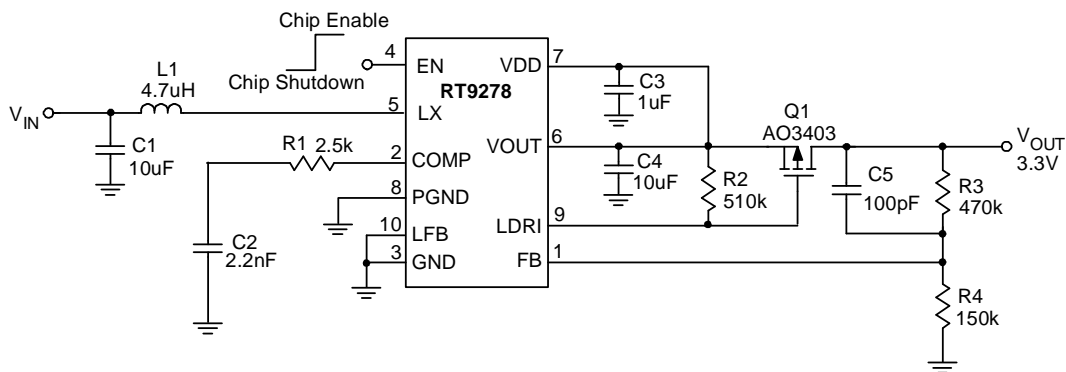 Chip Enable
Chip Shutdown
4
EN
RT9278
VDD
7
L1
4.7uH
VIN
5
LX
C1
10uF
R1 2.5k
2
COMP
VOUT
6
C3
1uF
Q1
AO3403
VOUT
3.3V
C4
10uF
R2
510k
C5
100pF
R3
470k
8
PGND
LDRI
9
10
LFB
C2
2.2nF
3
GND
FB
1
R4
150k